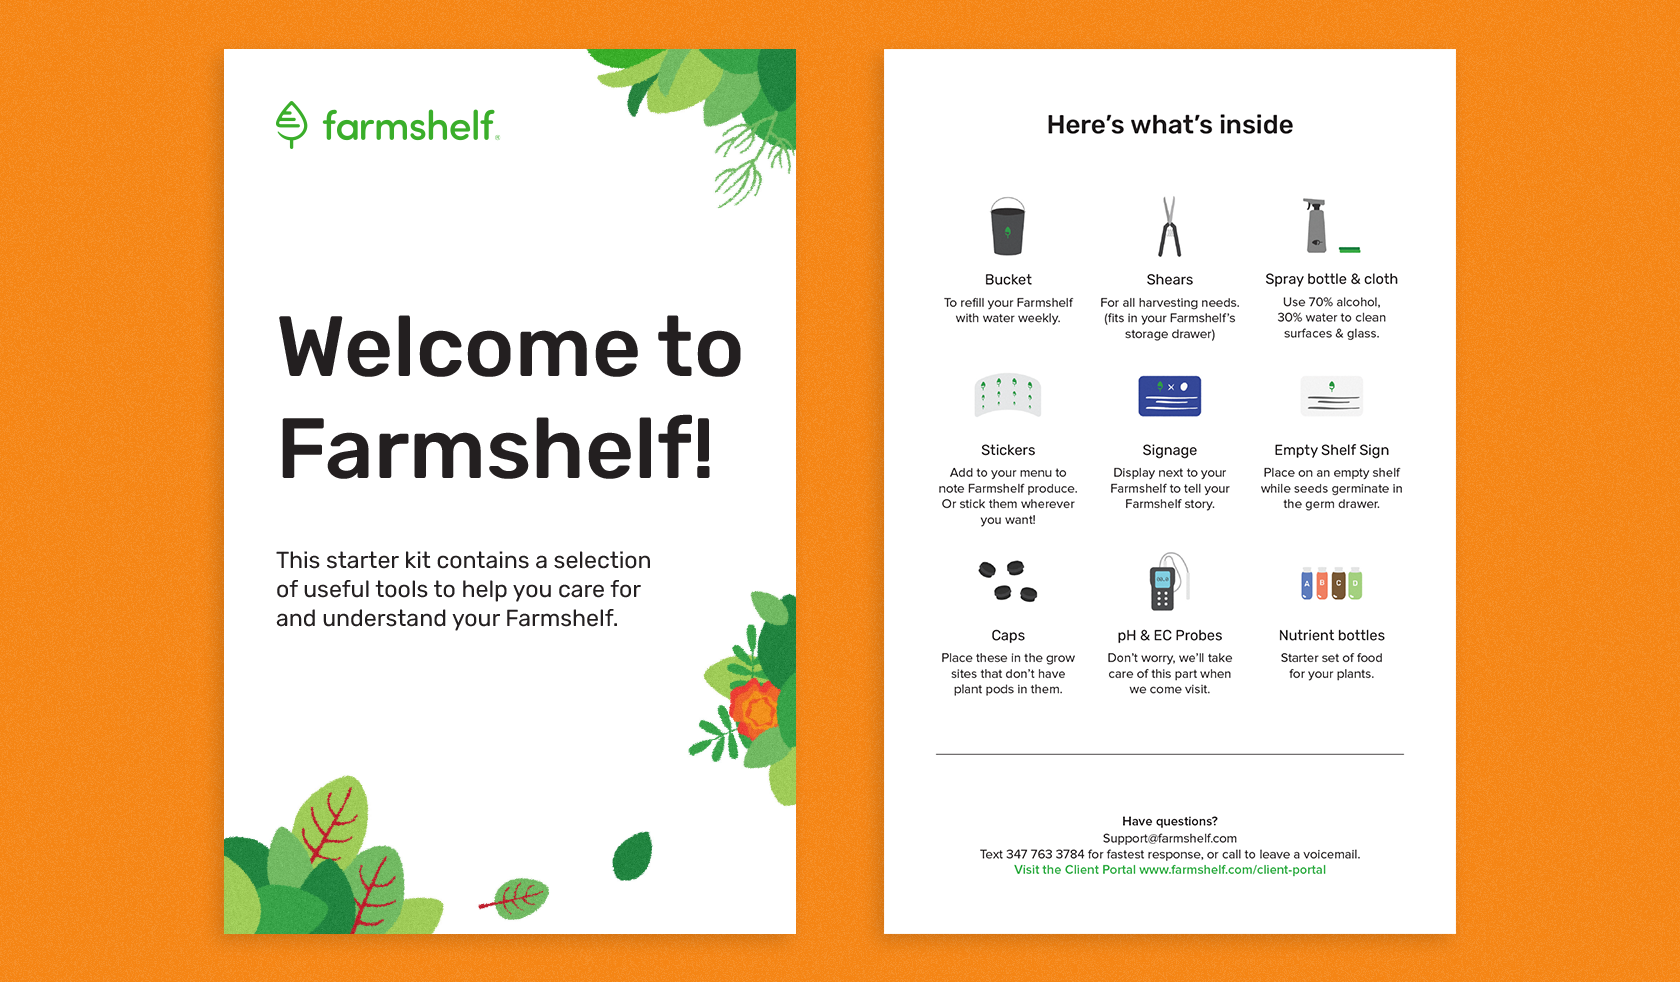 farmshelf®
Welcome to
Farmshelf!
This starter kit contains a selection
of useful tools to help you care for
and understand your Farmshelf.
Here's what's inside
Bucket
To refill your Farmshelf
with water weekly.
Shears
For all harvesting needs.
(fits in your Farmshelf's
storage drawer)
Spray bottle & cloth
Use 70% alcohol,
30% water to clean
surfaces & glass.
Stickers
Add to your menu to
note Farmshelf produce.
Or stick them wherever
you want!
Signage
Display next to your
Farmshelf to tell your
Farmshelf story.
Empty Shelf Sign
Place on an empty shelf
while seeds germinate in
the germ drawer.
Caps
Place these in the grow
sites that don't have
plant pods in them.
pH & EC Probes
Don't worry, we'll take
care of this part when
we come visit.
A B C D
Nutrient bottles
Starter set of food
for your plants.
Have questions?
Support@farmshelf.com
Text 347 763 3784 for fastest response, or call to leave a voicemail.
Visit the Client Portal www.farmshelf.com/client-portal